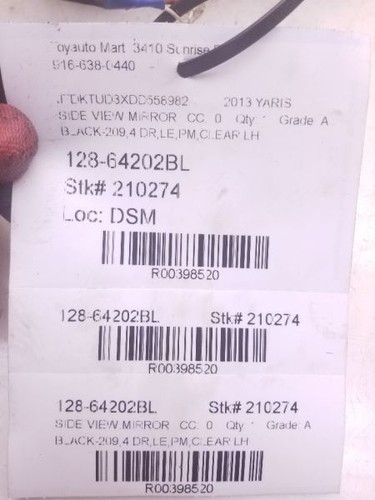 oyauto Mart 3410 Sunrise
916-638-0440 -
JTDKTUD3XDD558982 2013 YARIS
SIDE VIEW MIRROR CC: 0 Qty: 1 Grade A
BLACK-209,4 DR,LE,PM,CLEAR LH
128-64202BL
Stk# 210274
Loc: DSM
R00398520
128-64202BL Stk# 210274
R00398520
128-64202BL Stk# 210274
SIDE VIEW MIRROR CC: 0 Qty: 1 Grade A
BLACK-209,4 DR,LE,PM,CLEAR LH
R00398520